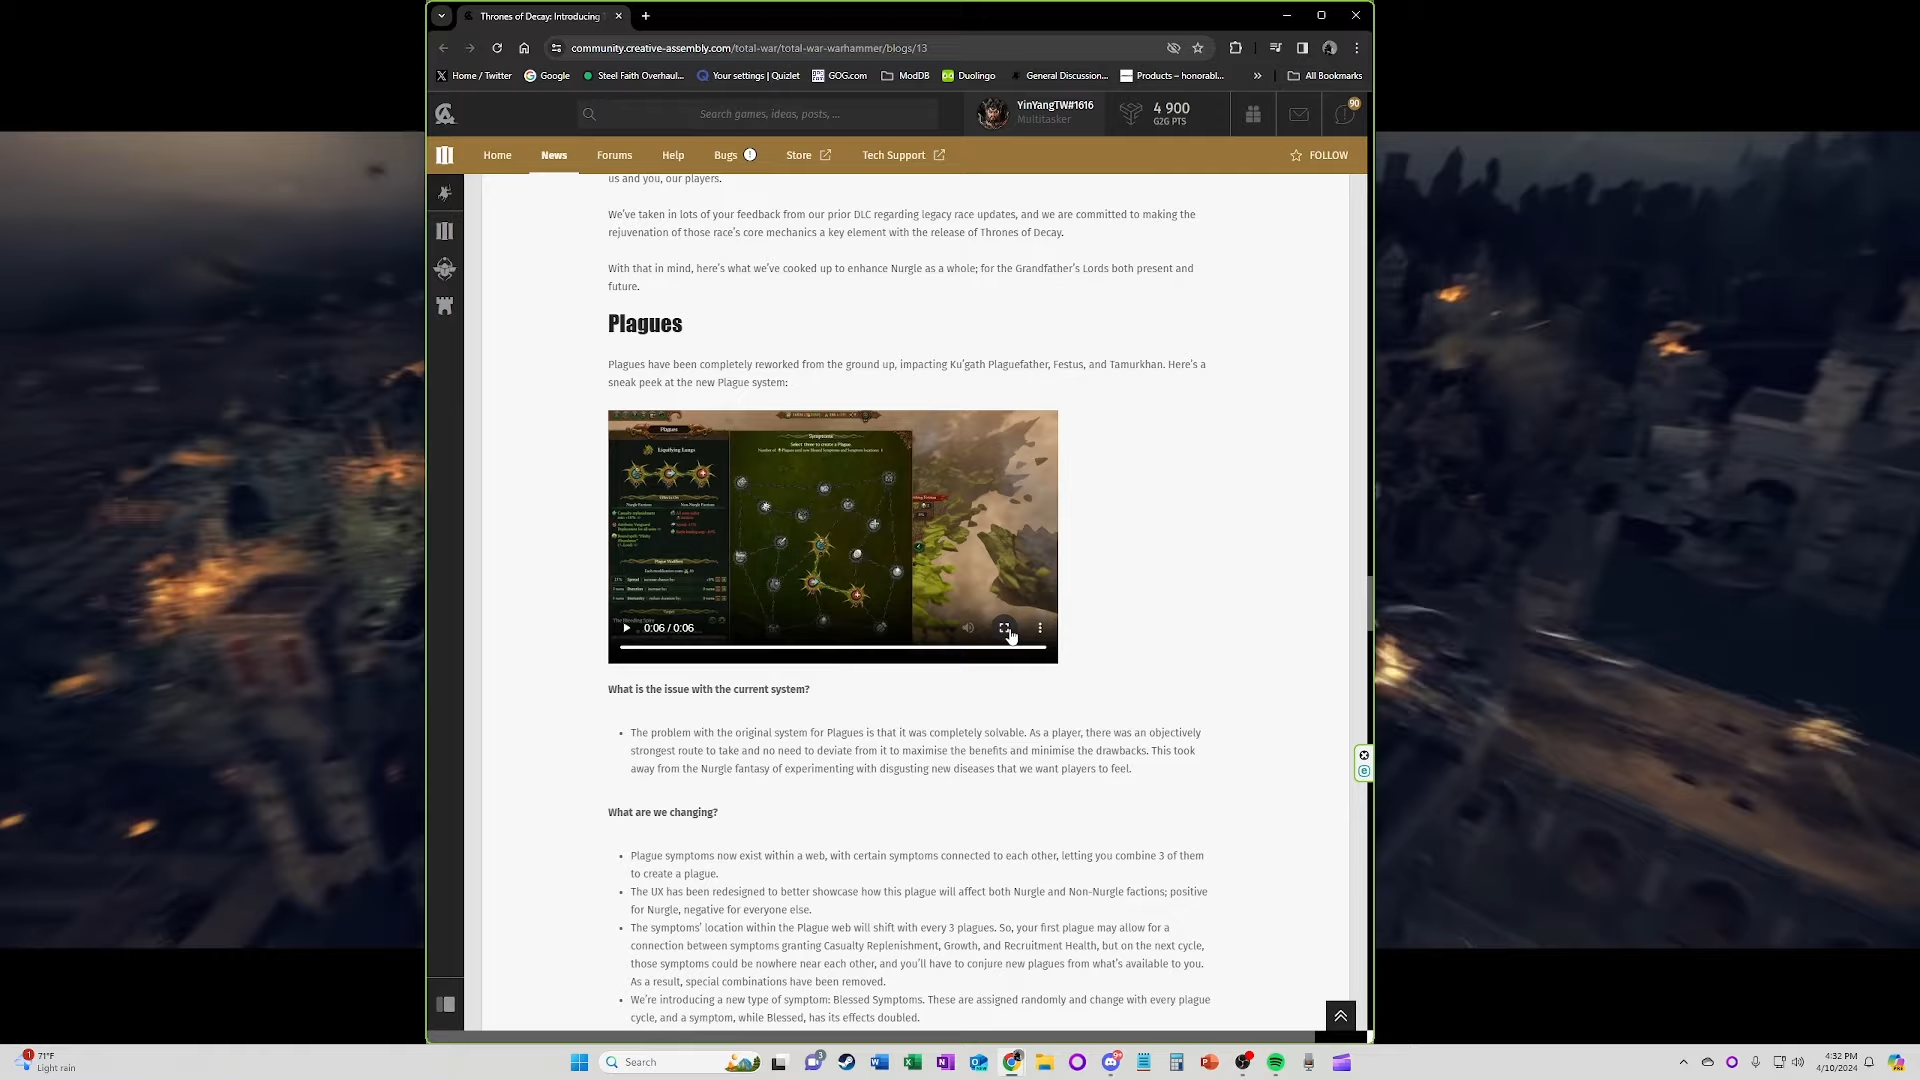 Thrones of Decay: Introducing
community.creative-assembly.com/total-war/total-war-warhammer/blogs/13
Home / Twitter
Google
Steel Faith Overhaul...
Your settings | Quizlet
GOG.com
ModDB
Duolingo
General Discussion...
Products – honorabl...
All Bookmarks
Search games, ideas, posts, ...
YinYangTW#1616
Multitasker
4 900
G2G PTS
90
Home
News
Forums
Help
Bugs
Store
Tech Support
FOLLOW
us and you, our players.
We've taken in lots of your feedback from our prior DLC regarding legacy race updates, and we are committed to making the
rejuvenation of those race's core mechanics a key element with the release of Thrones of Decay.
With that in mind, here's what we've cooked up to enhance Nurgle as a whole; for the Grandfather's Lords both present and
future.
Plagues
Plagues have been completely reworked from the ground up, impacting Ku'gath Plaguefather, Festus, and Tamurkhan. Here's a
sneak peek at the new Plague system:
Plagues
Liquifying Lungs
Symptoms
Select three to create a Plague
0:06 / 0:06
What is the issue with the current system?
• The problem with the original system for Plagues is that it was completely solvable. As a player, there was an objectively
strongest route to take and no need to deviate from it to maximise the benefits and minimise the drawbacks. This took
away from the Nurgle fantasy of experimenting with disgusting new diseases that we want players to feel.
What are we changing?
• Plague symptoms now exist within a web, with certain symptoms connected to each other, letting you combine 3 of them
to create a plague.
• The UX has been redesigned to better showcase how this plague will affect both Nurgle and Non-Nurgle factions; positive
for Nurgle, negative for everyone else.
• The symptoms' location within the Plague web will shift with every 3 plagues. So, your first plague may allow for a
connection between symptoms granting Casualty Replenishment, Growth, and Recruitment Health, but on the next cycle,
those symptoms could be nowhere near each other, and you'll have to conjure new plagues from what's available to you.
As a result, special combinations have been removed.
• We're introducing a new type of symptom: Blessed Symptoms. These are assigned randomly and change with every plague
cycle, and a symptom, while Blessed, has its effects doubled.
71°F
Light rain
Search
4:32 PM
4/10/2024